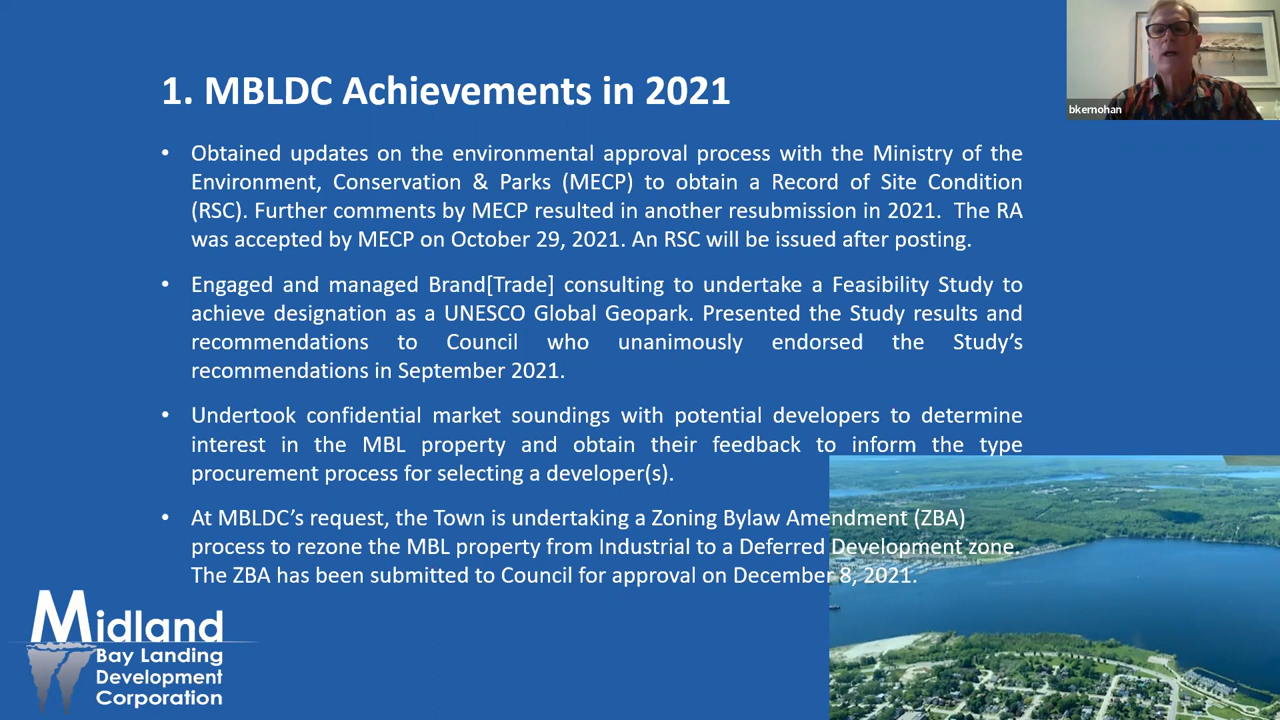 1. MBLDC Achievements in 2021
bkernohan
• Obtained updates on the environmental approval process with the Ministry of the
Environment, Conservation & Parks (MECP) to obtain a Record of Site Condition
(RSC). Further comments by MECP resulted in another resubmission in 2021.  The RA
was accepted by MECP on October 29, 2021. An RSC will be issued after posting.
• Engaged and managed Brand[Trade] consulting to undertake a Feasibility Study to
achieve designation as a UNESCO Global Geopark. Presented the Study results and
recommendations to Council who unanimously endorsed the Study's
recommendations in September 2021.
• Undertook confidential market soundings with potential developers to determine
interest in the MBL property and obtain their feedback to inform the type
procurement process for selecting a developer(s).
• At MBLDC's request, the Town is undertaking a Zoning Bylaw Amendment (ZBA)
process to rezone the MBL property from Industrial to a Deferred Development zone.
The ZBA has been submitted to Council for approval on December 8, 2021.
Midland
Bay Landing
Development
Corporation